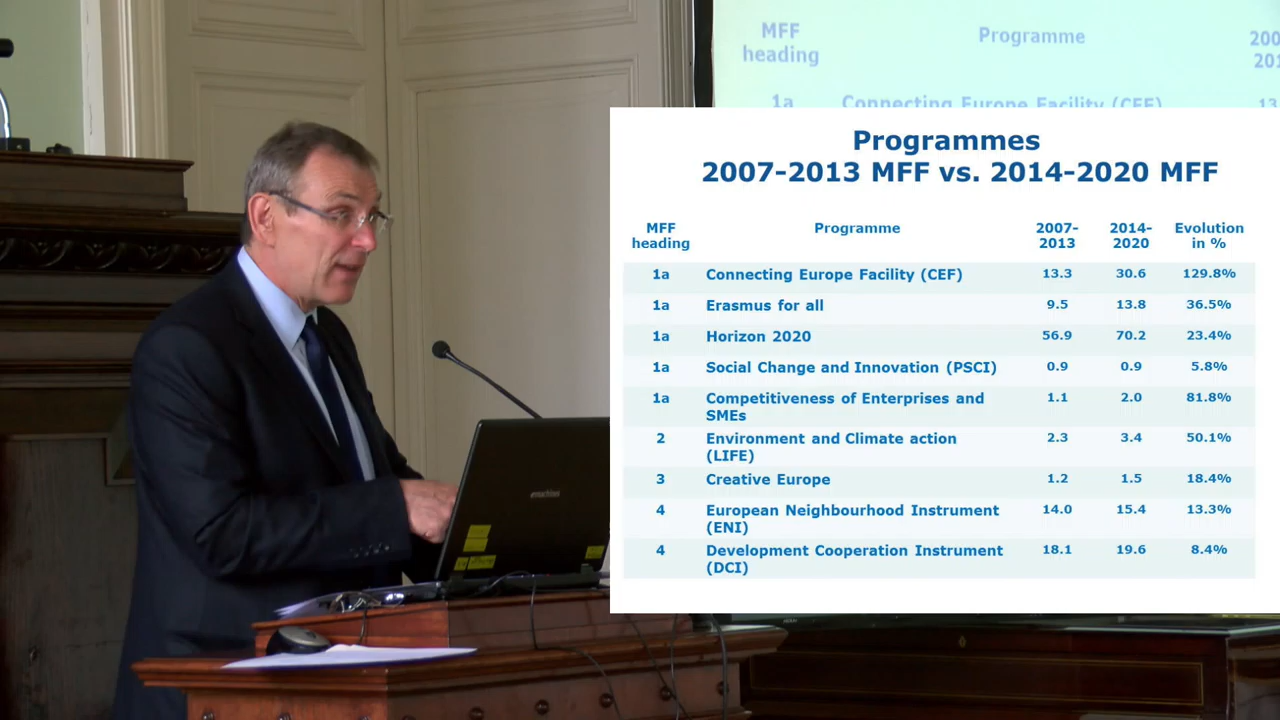 MFF
heading
Programme
1a
Connecting Europe Facility (CEF)
Programmes
2007-2013 MFF vs. 2014-2020 MFF
MFF heading Programme 2007-2013 2014-2020 Evolution in %
1a Connecting Europe Facility (CEF) 13.3 30.6 129.8%
1a Erasmus for all 9.5 13.8 36.5%
1a Horizon 2020 56.9 70.2 23.4%
1a Social Change and Innovation (PSCI) 0.9 0.9 5.8%
1a Competitiveness of Enterprises and SMEs 1.1 2.0 81.8%
2 Environment and Climate action (LIFE) 2.3 3.4 50.1%
3 Creative Europe 1.2 1.5 18.4%
4 European Neighbourhood Instrument (ENI) 14.0 15.4 13.3%
4 Development Cooperation Instrument (DCI) 18.1 19.6 8.4%
emachines